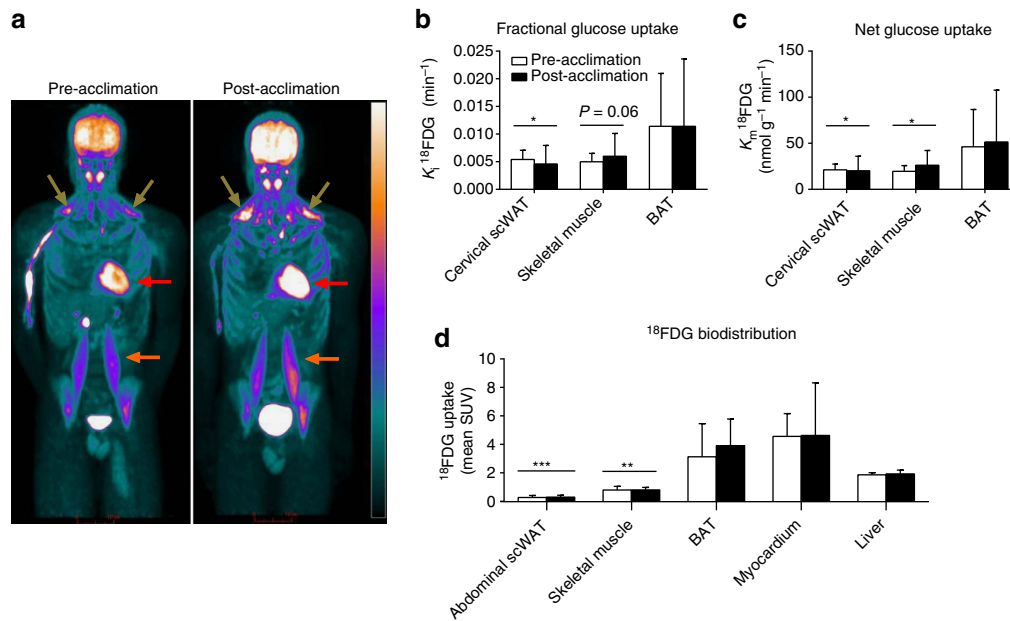 a
Pre-acclimation
Post-acclimation
b
Fractional glucose uptake
Pre-acclimation
Post-acclimation
K_i ¹⁸FDG (min⁻¹)
0.025
0.020
0.015
0.010
0.005
0.000
*
P = 0.06
Cervical scWAT
Skeletal muscle
BAT
c
Net glucose uptake
K_m ¹⁸FDG
(nmol g⁻¹ min⁻¹)
150
100
50
0
*
*
Cervical scWAT
Skeletal muscle
BAT
d
¹⁸FDG biodistribution
¹⁸FDG uptake
(mean SUV)
10
8
6
4
2
0
***
**
Abdominal scWAT
Skeletal muscle
BAT
Myocardium
Liver